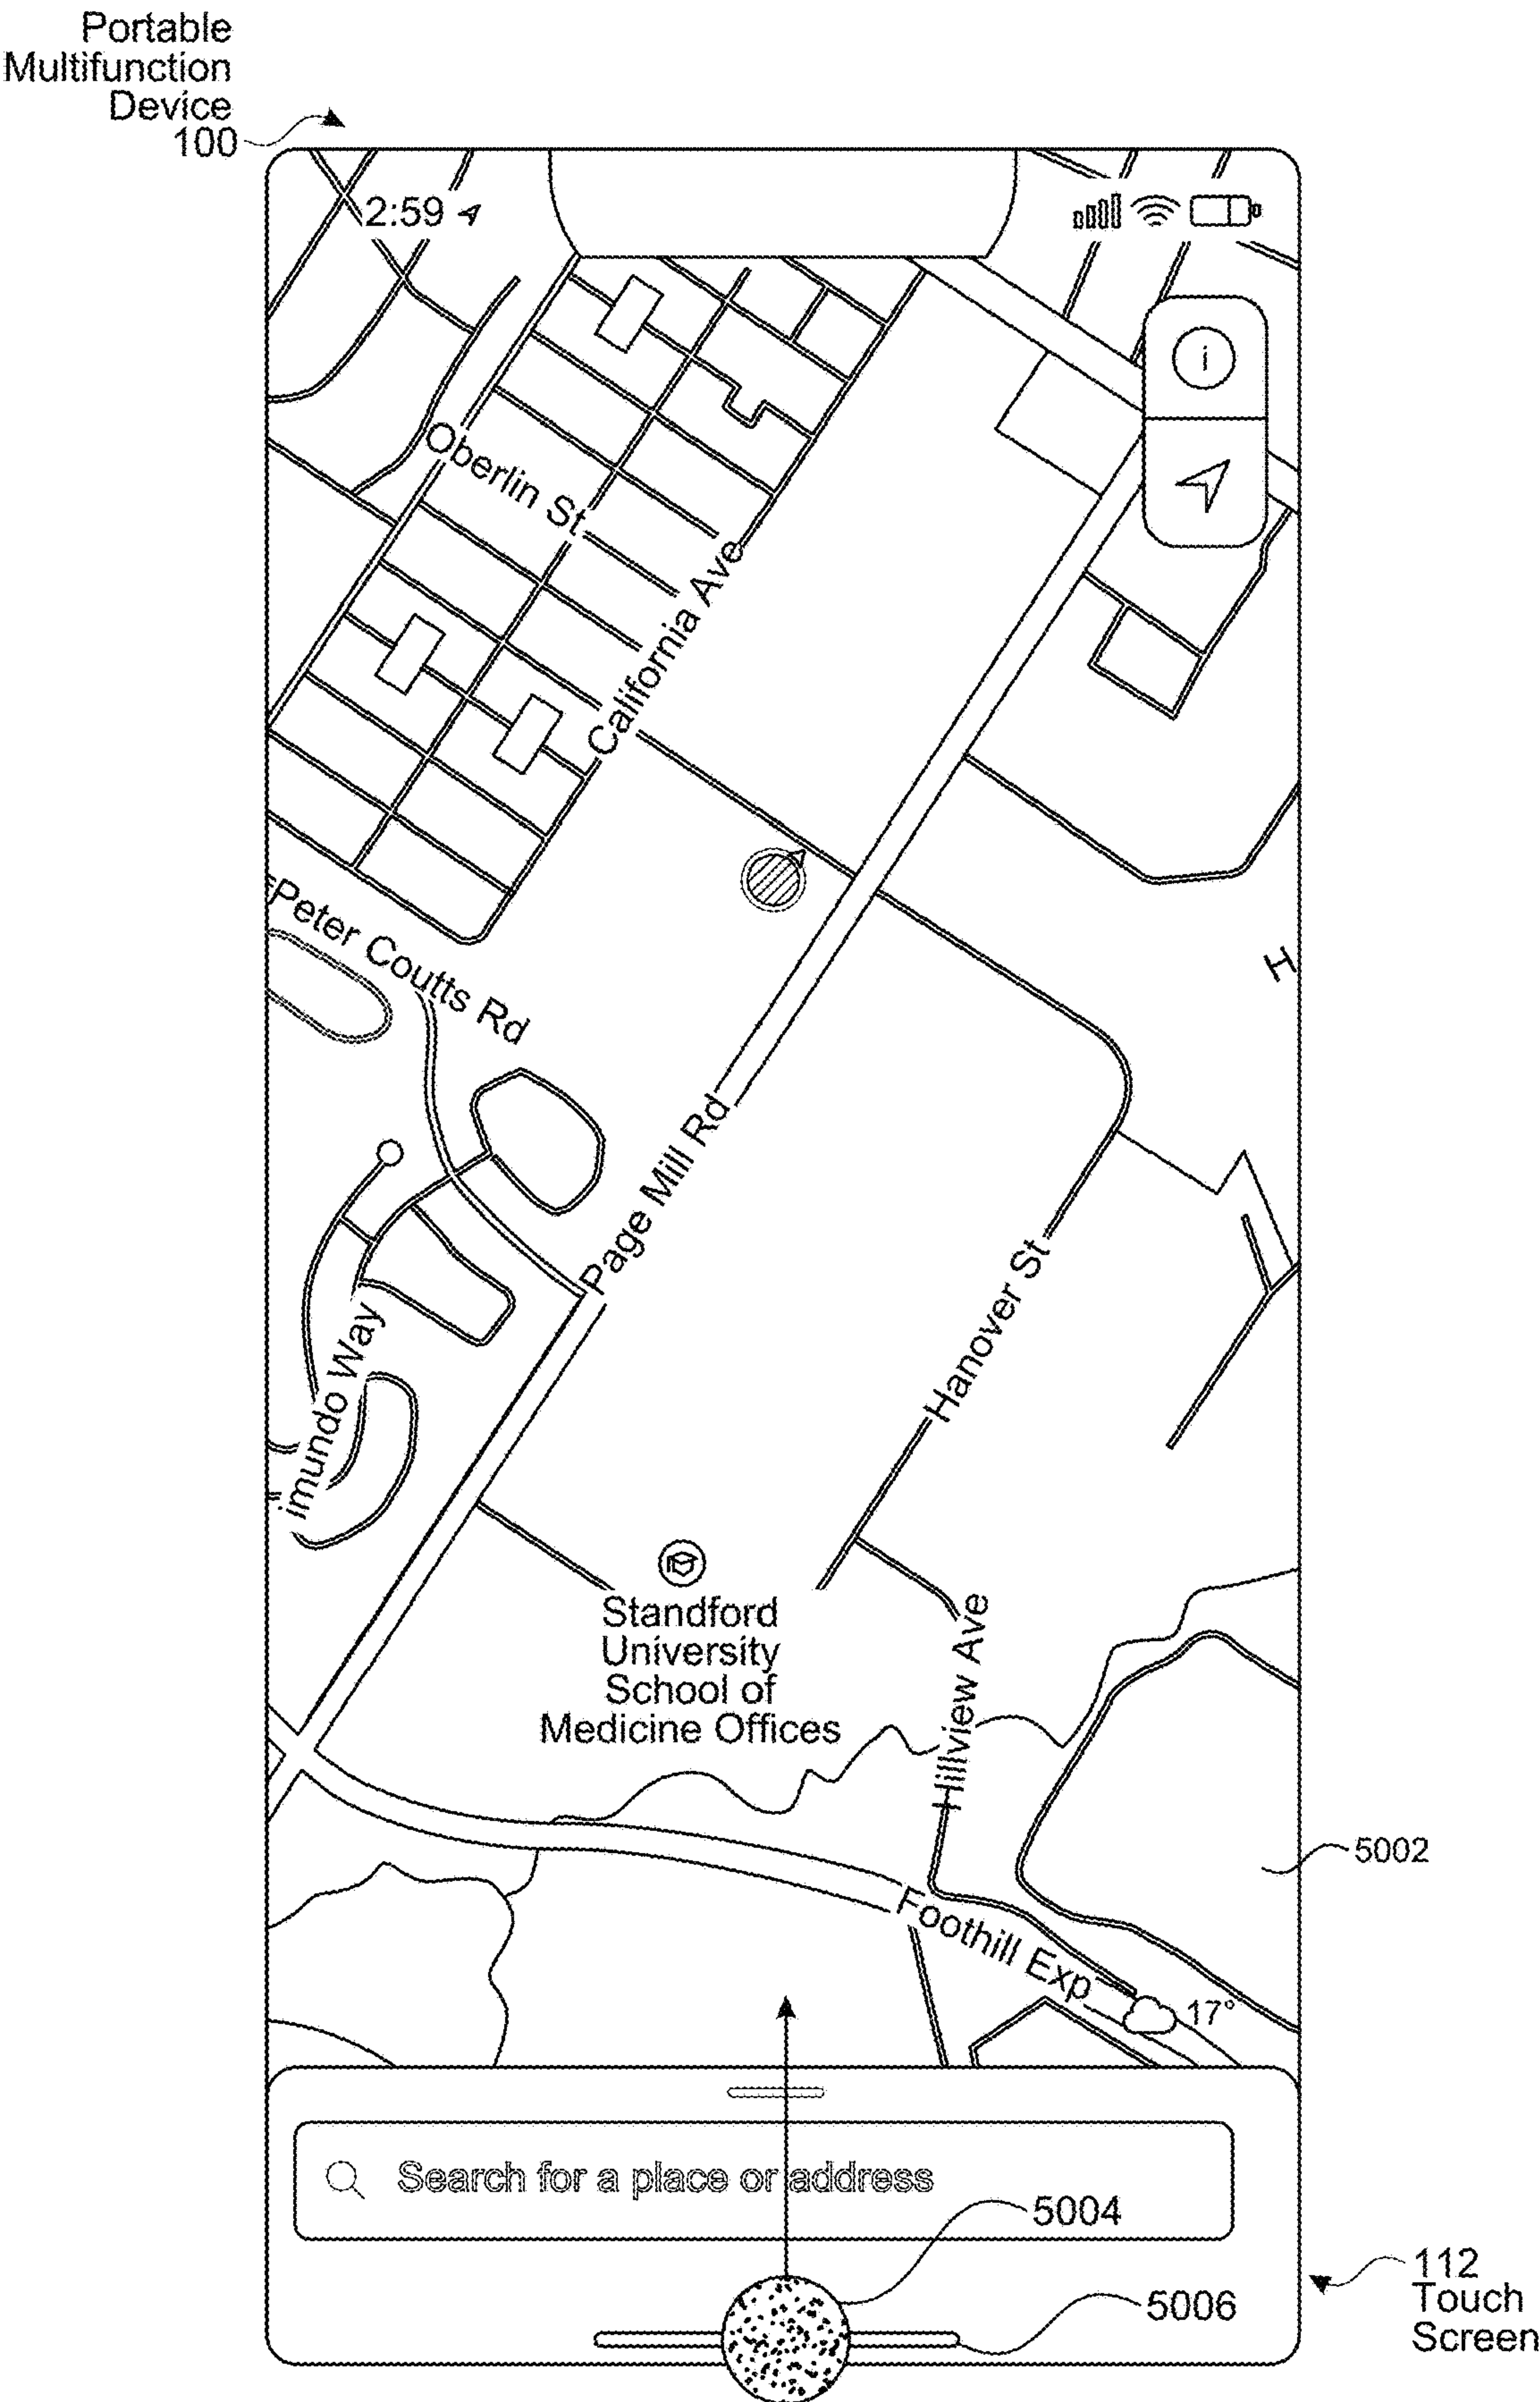 Portable
Multifunction
Device
100
2:59
i
Oberlin St
California Ave
Peter Coutts Rd
H
Page Mill Rd
Hanover St
imundo Way
Standford
University
School of
Medicine Offices
Hillview Ave
5002
Foothill Exp
17°
Search for a place or address
5004
5006
112
Touch
Screen